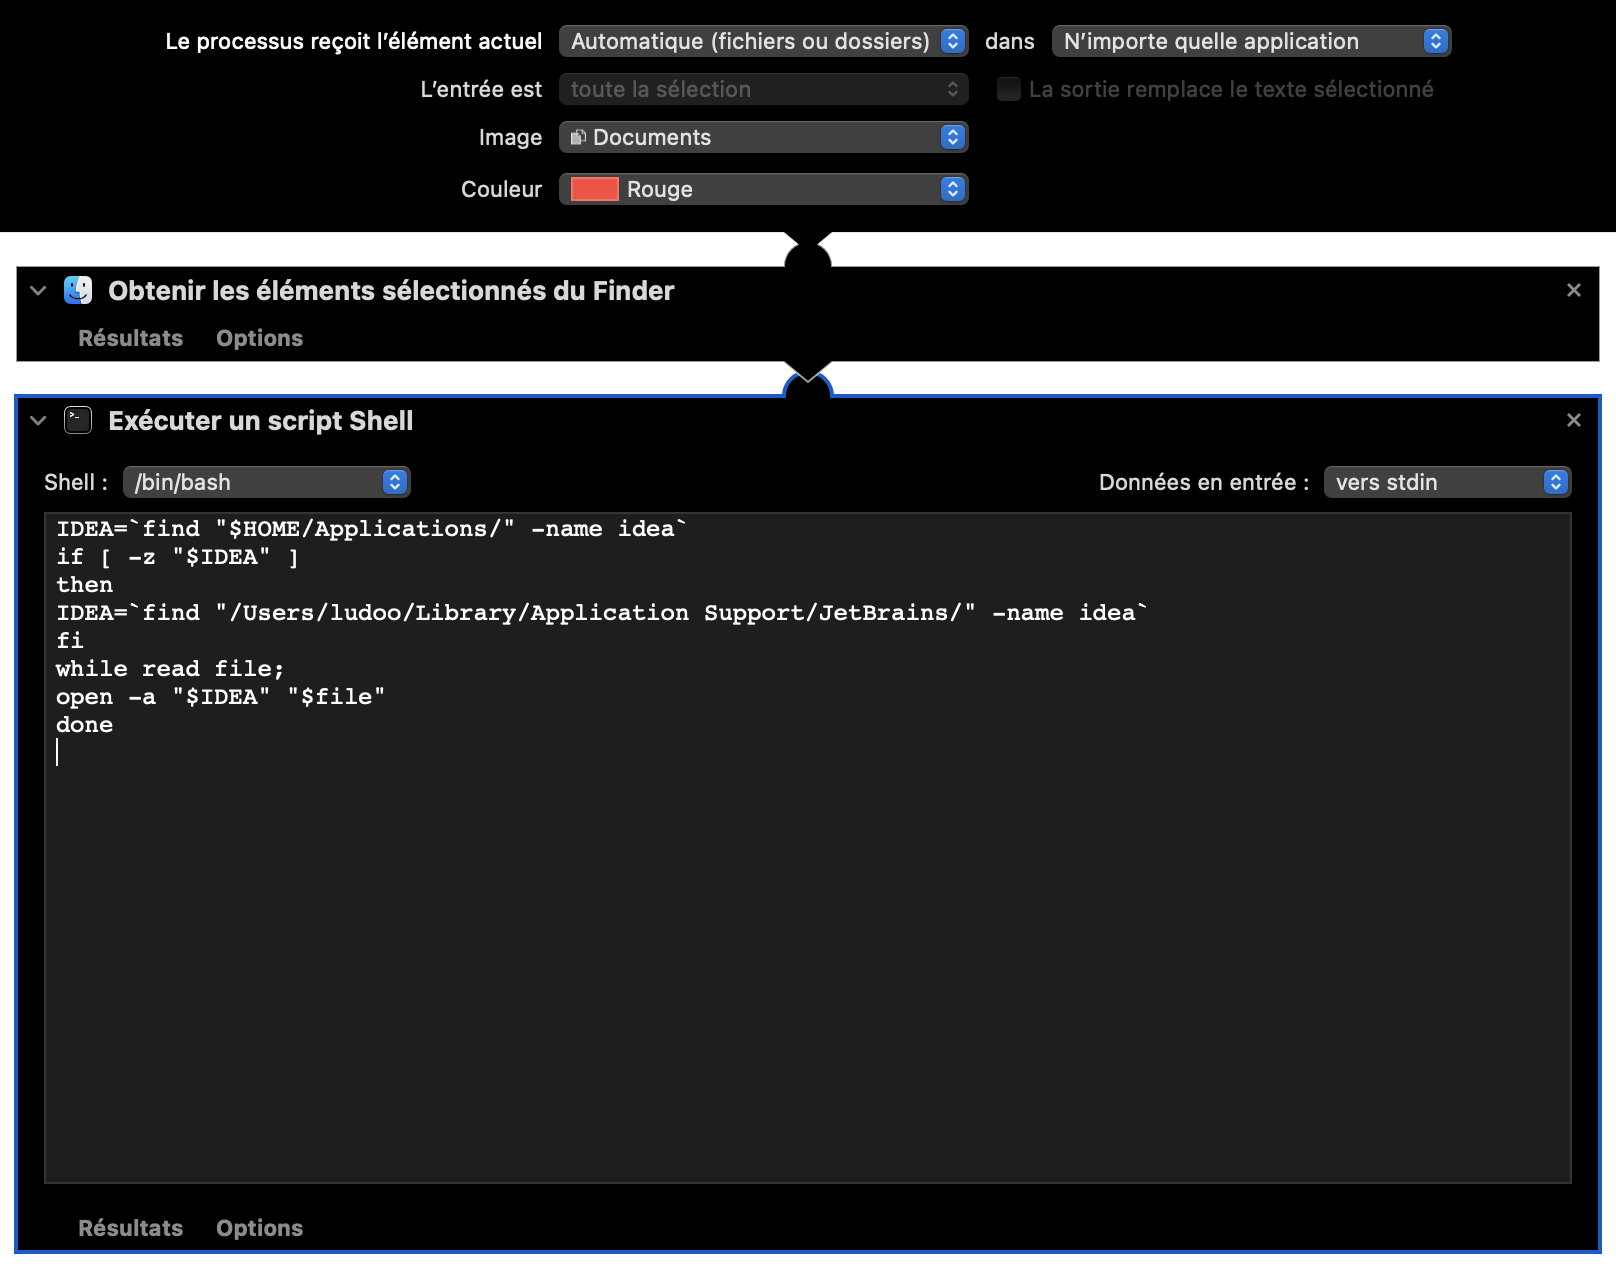 Le processus reçoit l’élément actuel Automatique (fichiers ou dossiers) dans N’importe quelle application
L’entrée est toute la sélection La sortie remplace le texte sélectionné
Image Documents
Couleur Rouge
Obtenir les éléments sélectionnés du Finder
Résultats Options
Exécuter un script Shell
Shell : /bin/bash Données en entrée : vers stdin
IDEA=`find "$HOME/Applications/" -name idea`
if [ -z "$IDEA" ]
then
IDEA=`find "/Users/ludoo/Library/Application Support/JetBrains/" -name idea`
fi
while read file;
open -a "$IDEA" "$file"
done
Résultats Options